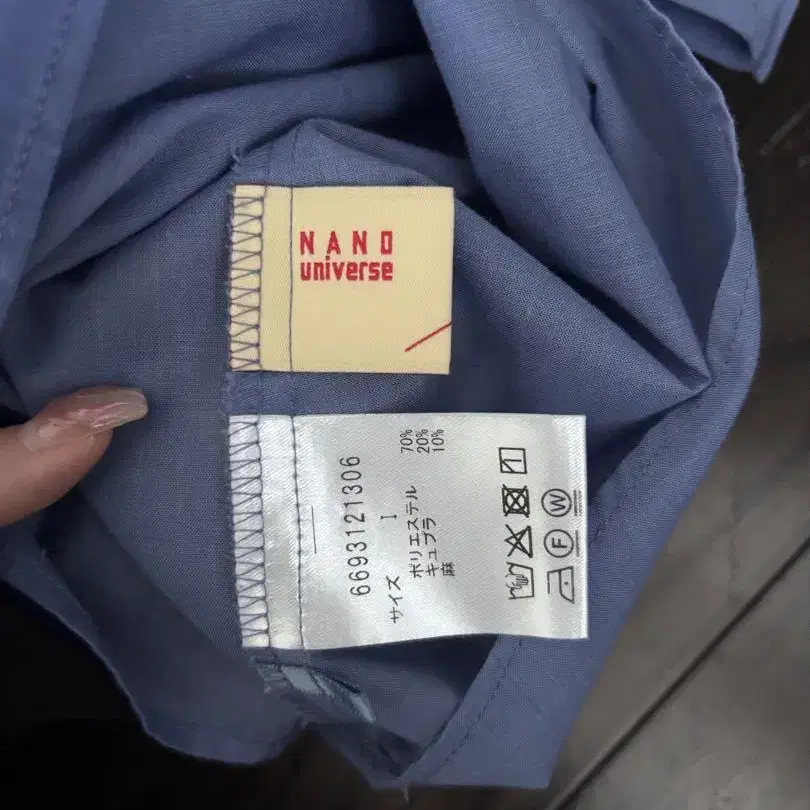 NANO
universe
6693121306
サイズ I
ポリエステル 70%
キュプラ 20%
麻 10%
F W